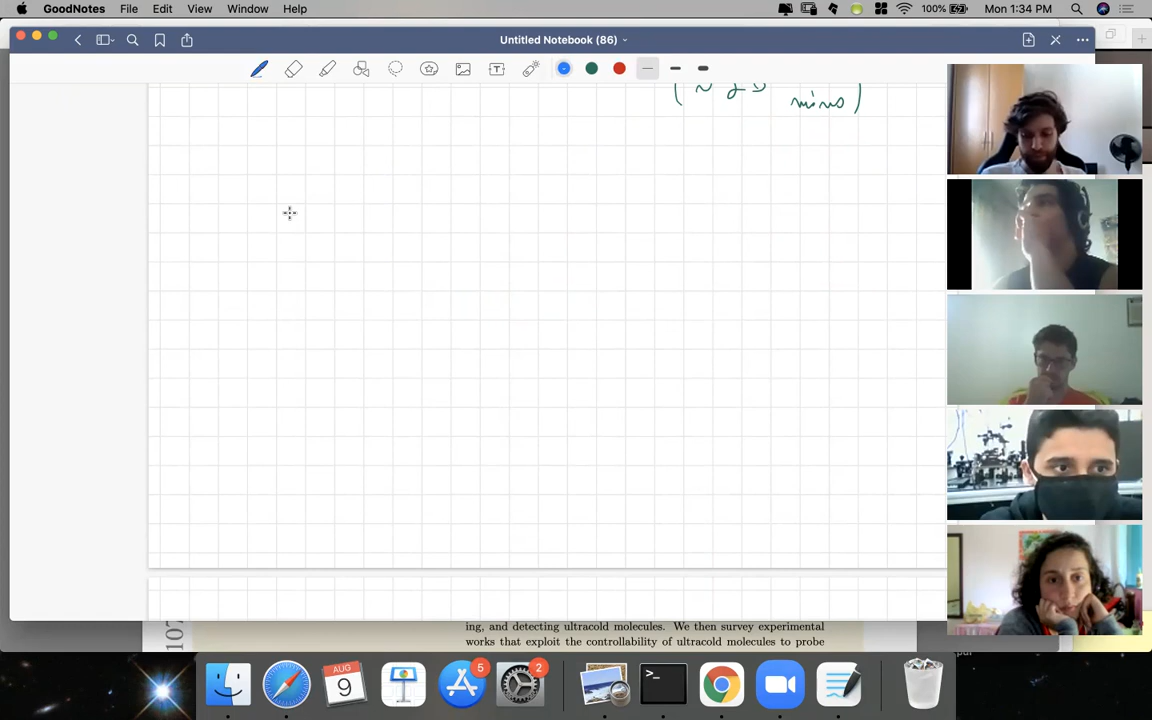 GoodNotes File Edit View Window Help 100% Mon 1:34 PM
Untitled Notebook (86)
T
mins)
107
ing, and detecting ultracold molecules. We then survey experimental
works that exploit the controllability of ultracold molecules to probe
AUG
9
5
2
>_